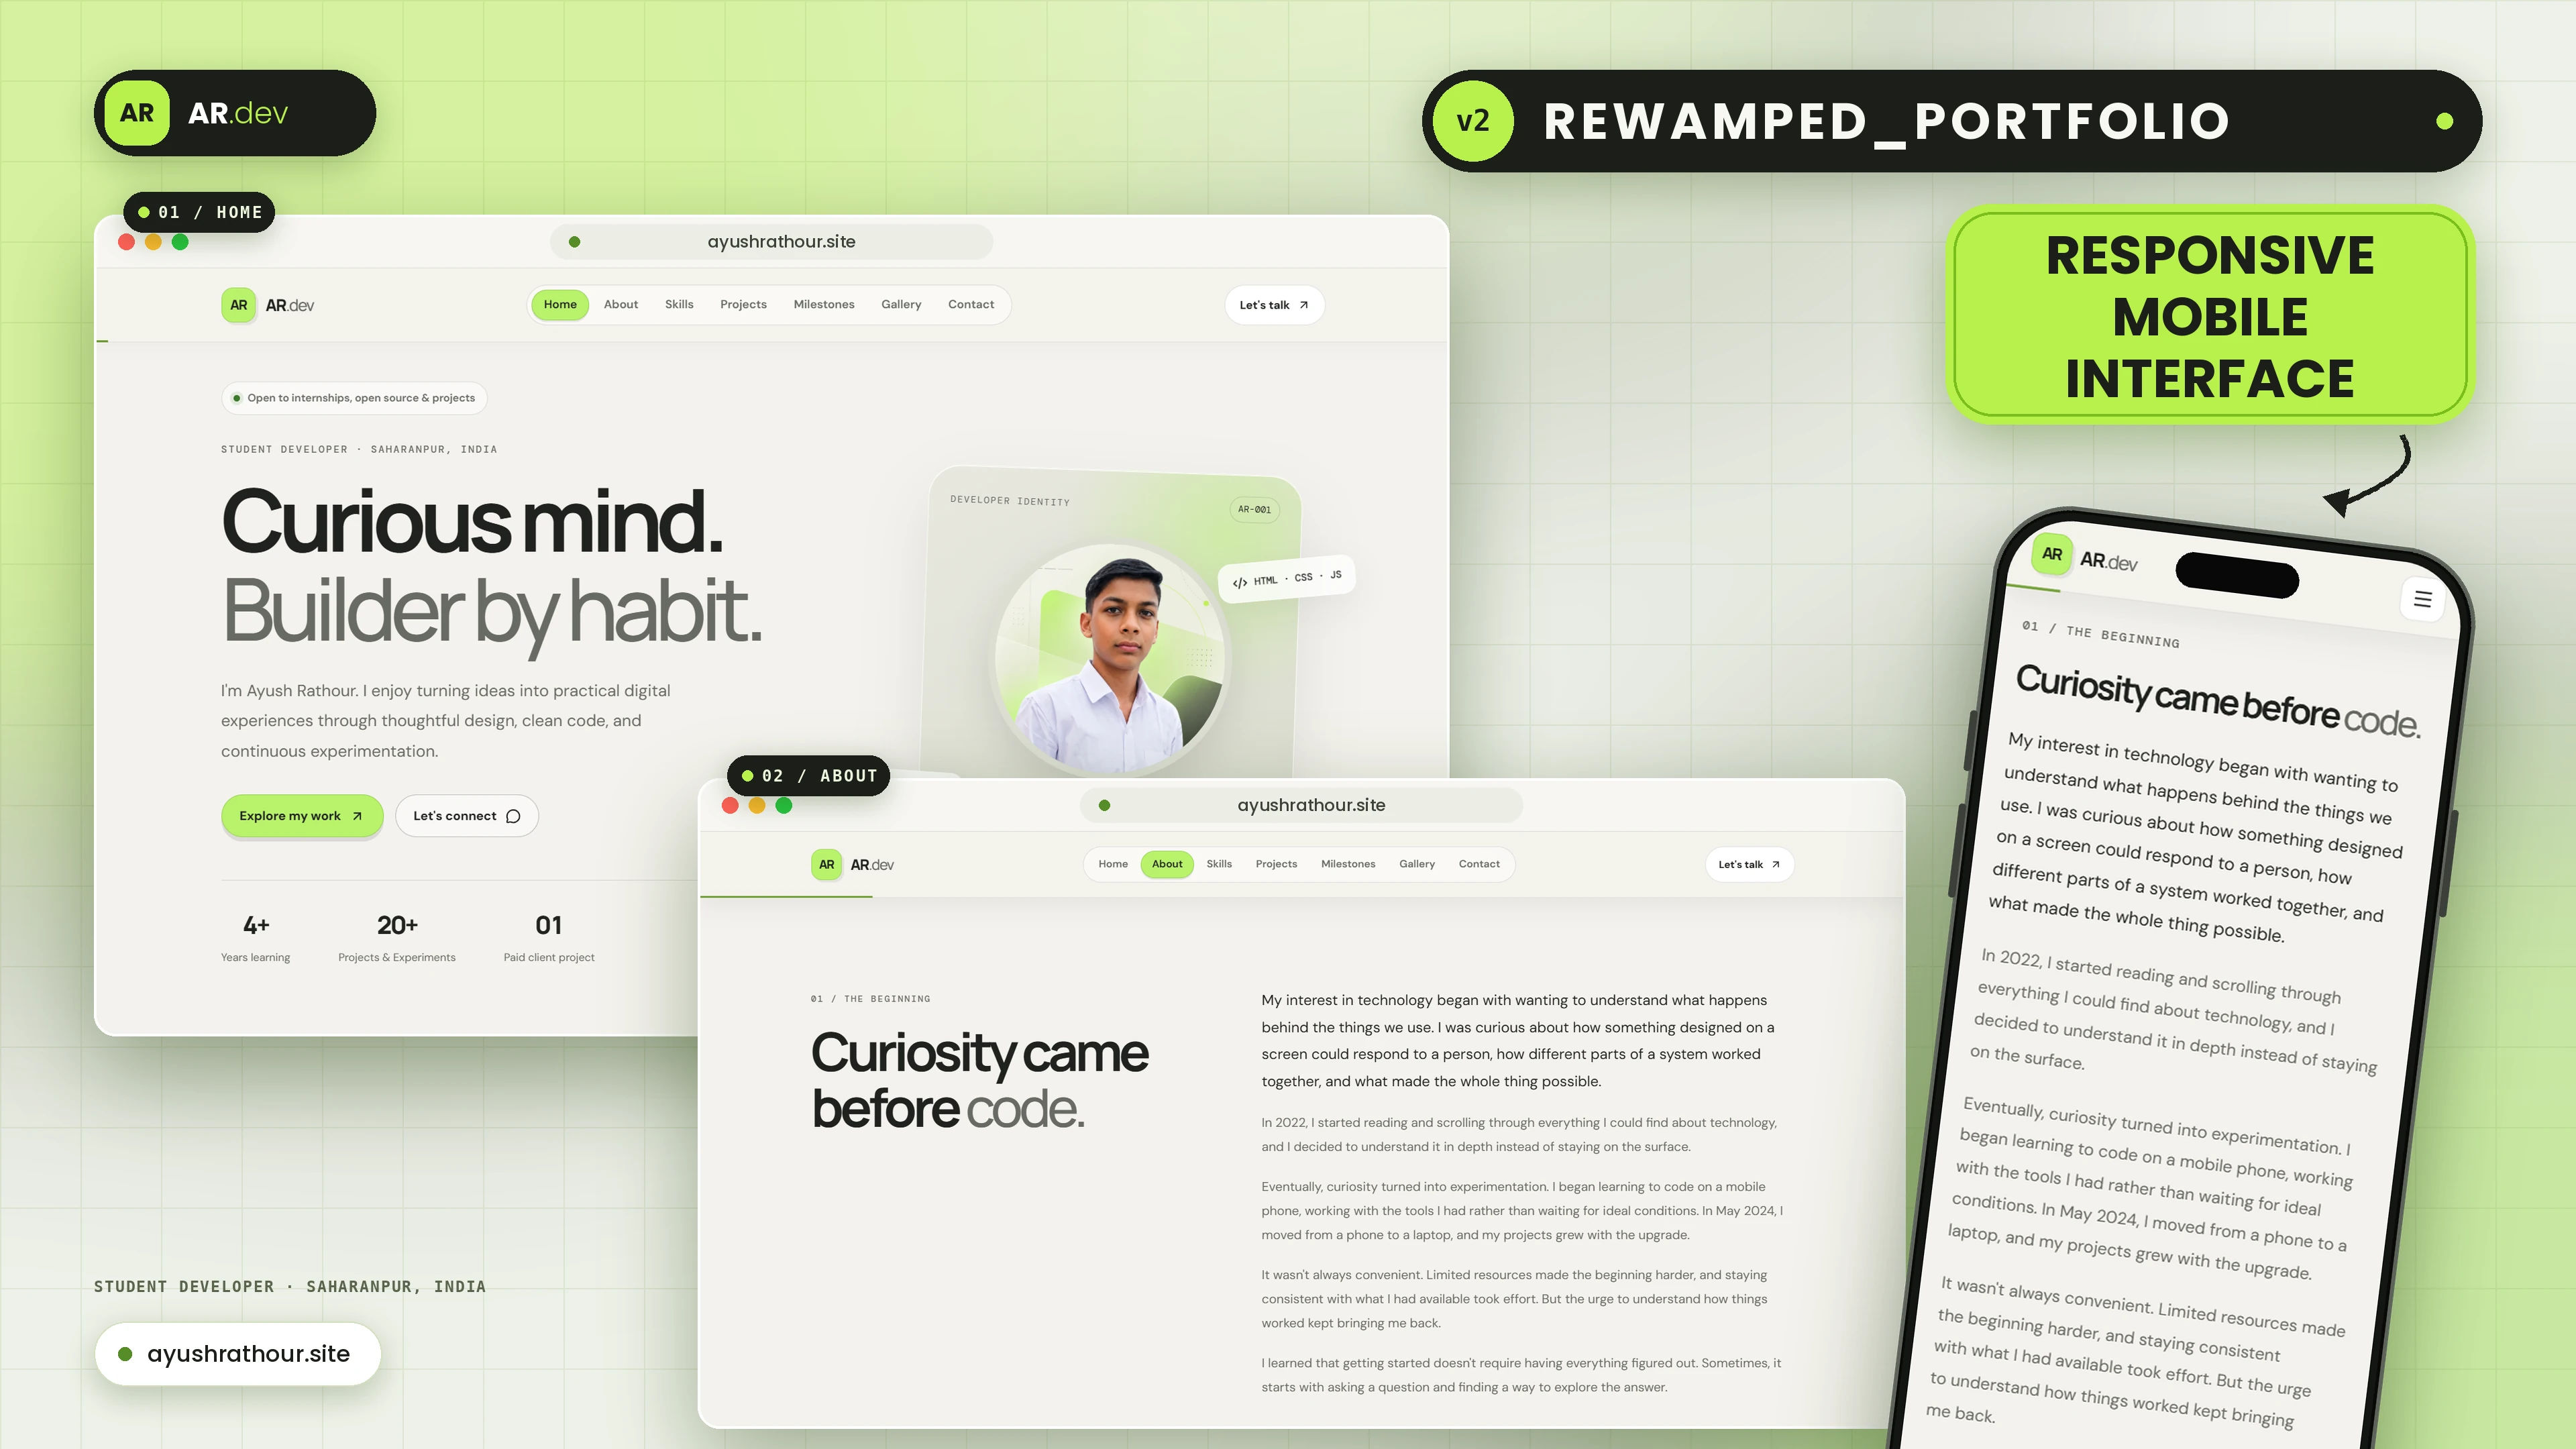 AR AR.dev
v2 REWAMPED_PORTFOLIO
RESPONSIVE
MOBILE
INTERFACE
01 / HOME
ayushrathour.site
AR AR.dev
Home About Skills Projects Milestones Gallery Contact
Let's talk
Open to internships, open source & projects
STUDENT DEVELOPER · SAHARANPUR, INDIA
Curious mind.
Builder by habit.
I'm Ayush Rathour. I enjoy turning ideas into practical digital
experiences through thoughtful design, clean code, and
continuous experimentation.
Explore my work
Let's connect
4+
Years learning
20+
Projects & Experiments
01
Paid client project
DEVELOPER IDENTITY
AR-001
</> HTML · CSS · JS
02 / ABOUT
ayushrathour.site
AR AR.dev
Home About Skills Projects Milestones Gallery Contact
Let's talk
01 / THE BEGINNING
Curiosity came
before code.
My interest in technology began with wanting to understand what happens
behind the things we use. I was curious about how something designed on a
screen could respond to a person, how different parts of a system worked
together, and what made the whole thing possible.
In 2022, I started reading and scrolling through everything I could find about technology,
and I decided to understand it in depth instead of staying on the surface.
Eventually, curiosity turned into experimentation. I began learning to code on a mobile
phone, working with the tools I had rather than waiting for ideal conditions. In May 2024, I
moved from a phone to a laptop, and my projects grew with the upgrade.
It wasn't always convenient. Limited resources made the beginning harder, and staying
consistent with what I had available took effort. But the urge to understand how things
worked kept bringing me back.
I learned that getting started doesn't require having everything figured out. Sometimes, it
starts with asking a question and finding a way to explore the answer.
AR AR.dev
01 / THE BEGINNING
Curiosity came before code.
My interest in technology began with wanting to
understand what happens behind the things we
use. I was curious about how something designed
on a screen could respond to a person, how
different parts of a system worked together, and
what made the whole thing possible.
In 2022, I started reading and scrolling through
everything I could find about technology, and I
decided to understand it in depth instead of staying
on the surface.
Eventually, curiosity turned into experimentation. I
began learning to code on a mobile phone, working
with the tools I had rather than waiting for ideal
conditions. In May 2024, I moved from a phone to a
laptop, and my projects grew with the upgrade.
It wasn't always convenient. Limited resources made
the beginning harder, and staying consistent
with what I had available took effort. But the urge
to understand how things worked kept bringing
me back.
STUDENT DEVELOPER · SAHARANPUR, INDIA
ayushrathour.site